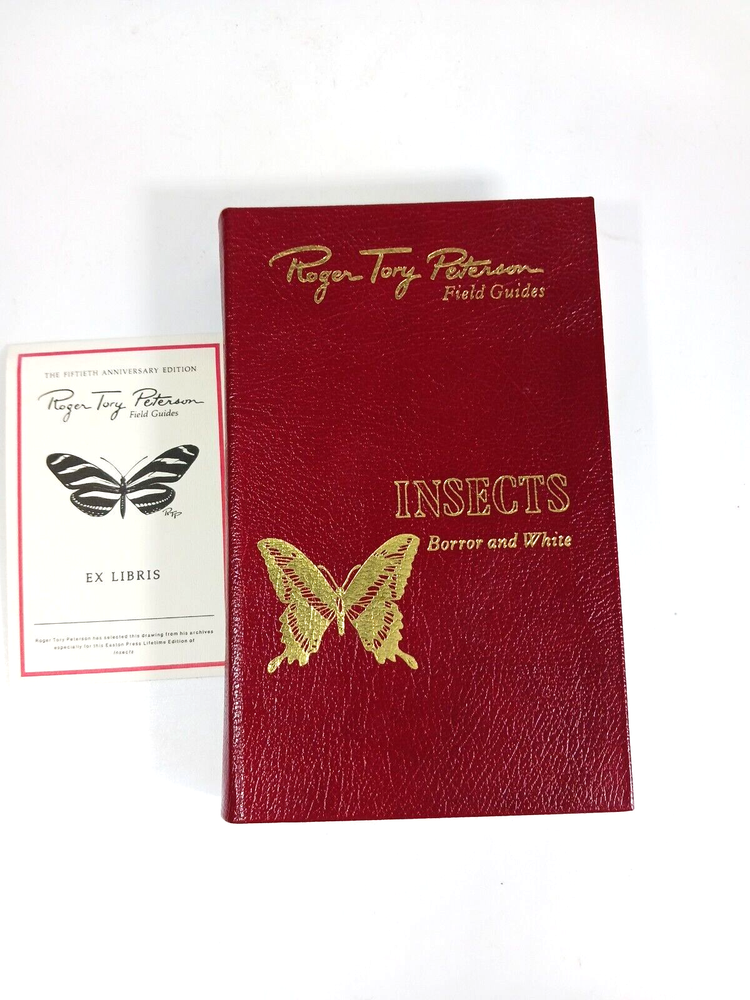 Roger Tory Peterson
Field Guides
INSECTS
Borror and White
THE FIFTIETH ANNIVERSARY EDITION
Roger Tory Peterson
Field Guides
RTP
EX LIBRIS
Roger Tory Peterson has selected this drawing from his archives
especially for this Easton Press Lifetime Edition of
Insects